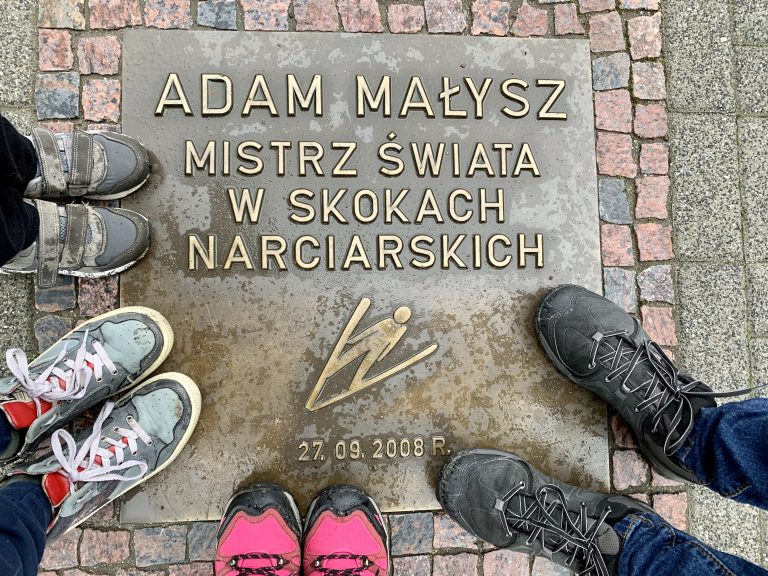 ADAM MAŁYSZ
MISTRZ ŚWIATA
W SKOKACH
NARCIARSKICH
27. 09. 2008 R.